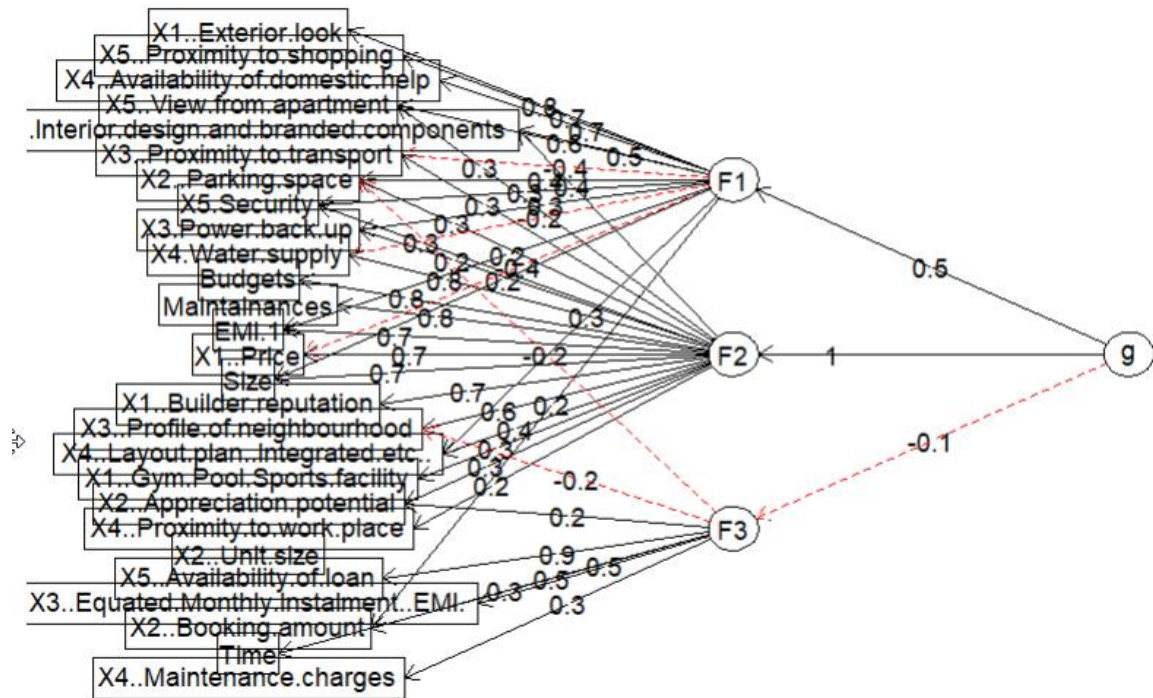 X1..Exterior.look
X5..Proximity.to.shopping
X4..Availability.of.domestic.help
X5..View.from.apartment
.Interior.design.and.branded.components
X3..Proximity.to.transport
X2..Parking.space
X5.Security
X3.Power.back.up
X4.Water.supply
Budgets
Maintainances
EMI.1
X1..Price
Size
X1..Builder.reputation
X3..Profile.of.neighbourhood
X4..Layout.plan..Integrated.etc..
X1..Gym.Pool.Sports.facility
X2..Appreciation.potential
X4..Proximity.to.work.place
X2..Unit.size
X5..Availability.of.loan
X3..Equated.Monthly.Instalment..EMI.
X2..Booking.amount
Time
X4..Maintenance.charges
0.8
0.7
0.7
0.6
0.5
-0.4
0.3
0.4
0.3
0.3
0.2
0.3
0.2
0.2
0.4
0.8
0.2
0.8
0.8
0.3
0.7
0.7
-0.2
0.7
0.7
0.2
0.6
0.4
0.3
0.3
0.2
-0.2
0.2
0.9
0.5
0.5
0.3
0.3
F1
F2
F3
0.5
1
-0.1
g